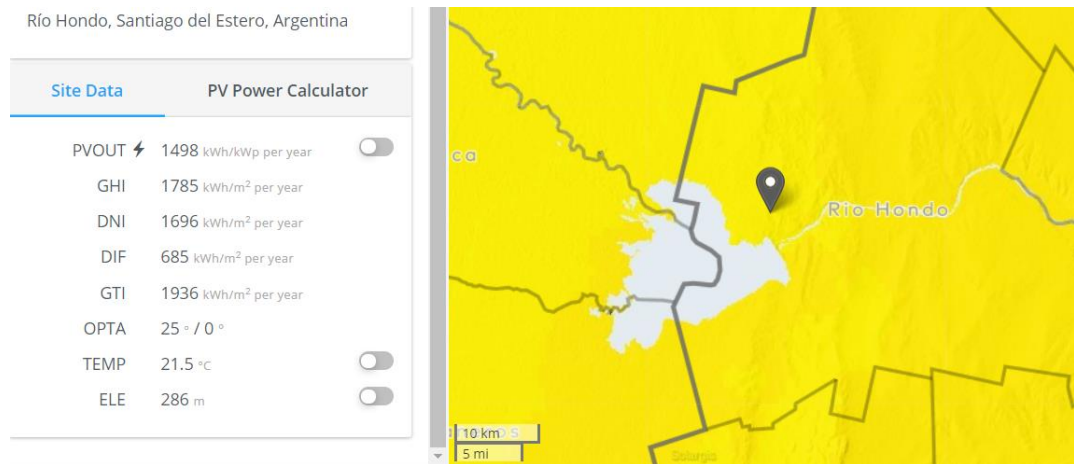 Río Hondo, Santiago del Estero, Argentina
Site Data PV Power Calculator
PVOUT 1498 kWh/kWp per year
GHI 1785 kWh/m² per year
DNI 1696 kWh/m² per year
DIF 685 kWh/m² per year
GTI 1936 kWh/m² per year
OPTA 25 ° / 0 °
TEMP 21.5 °C
ELE 286 m
ca
Río Hondo
10 km
5 mi
Solargis